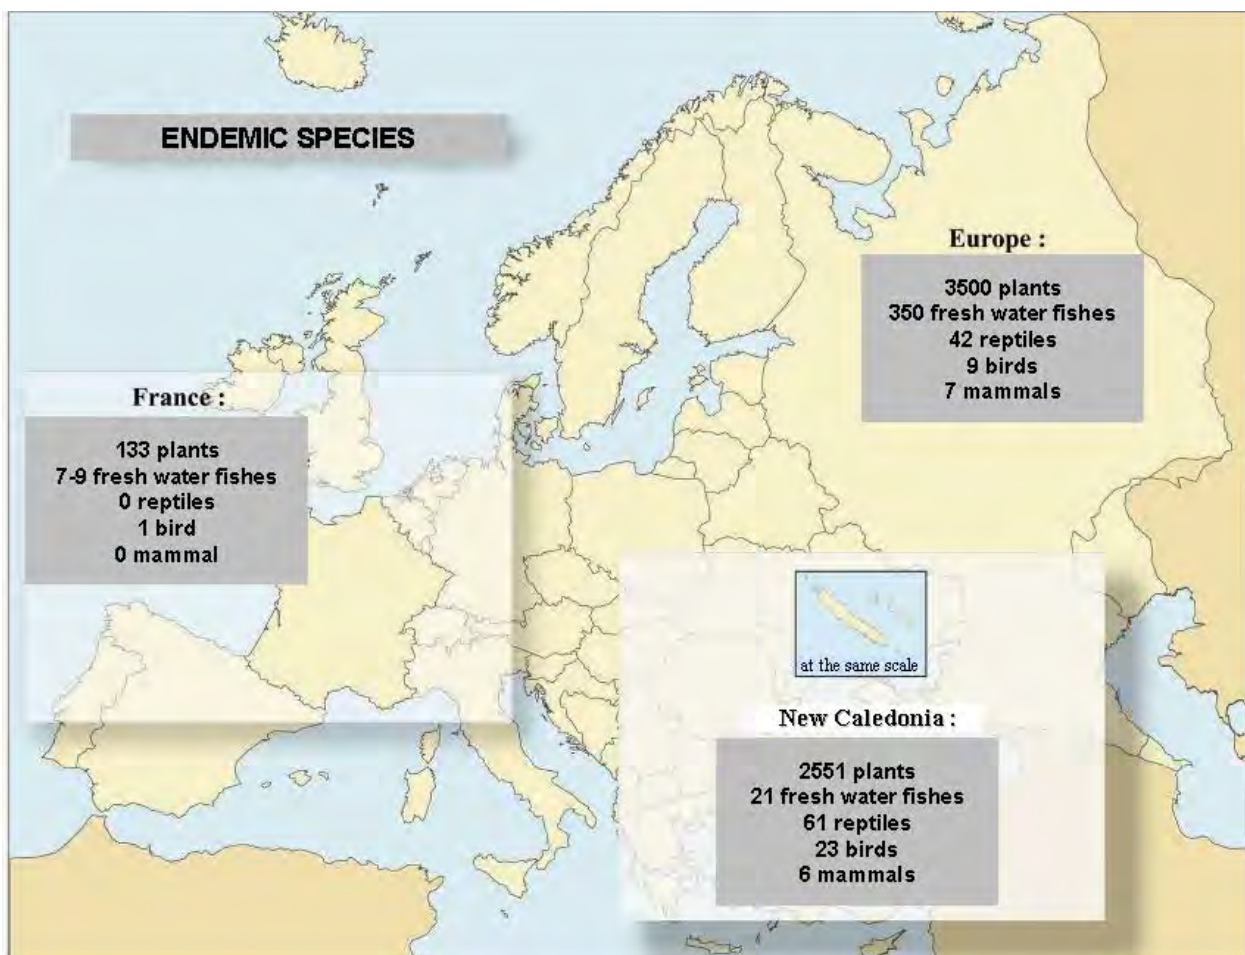 ENDEMIC SPECIES
Europe :
3500 plants
350 fresh water fishes
42 reptiles
9 birds
7 mammals
France :
133 plants
7-9 fresh water fishes
0 reptiles
1 bird
0 mammal
at the same scale
New Caledonia :
2551 plants
21 fresh water fishes
61 reptiles
23 birds
6 mammals